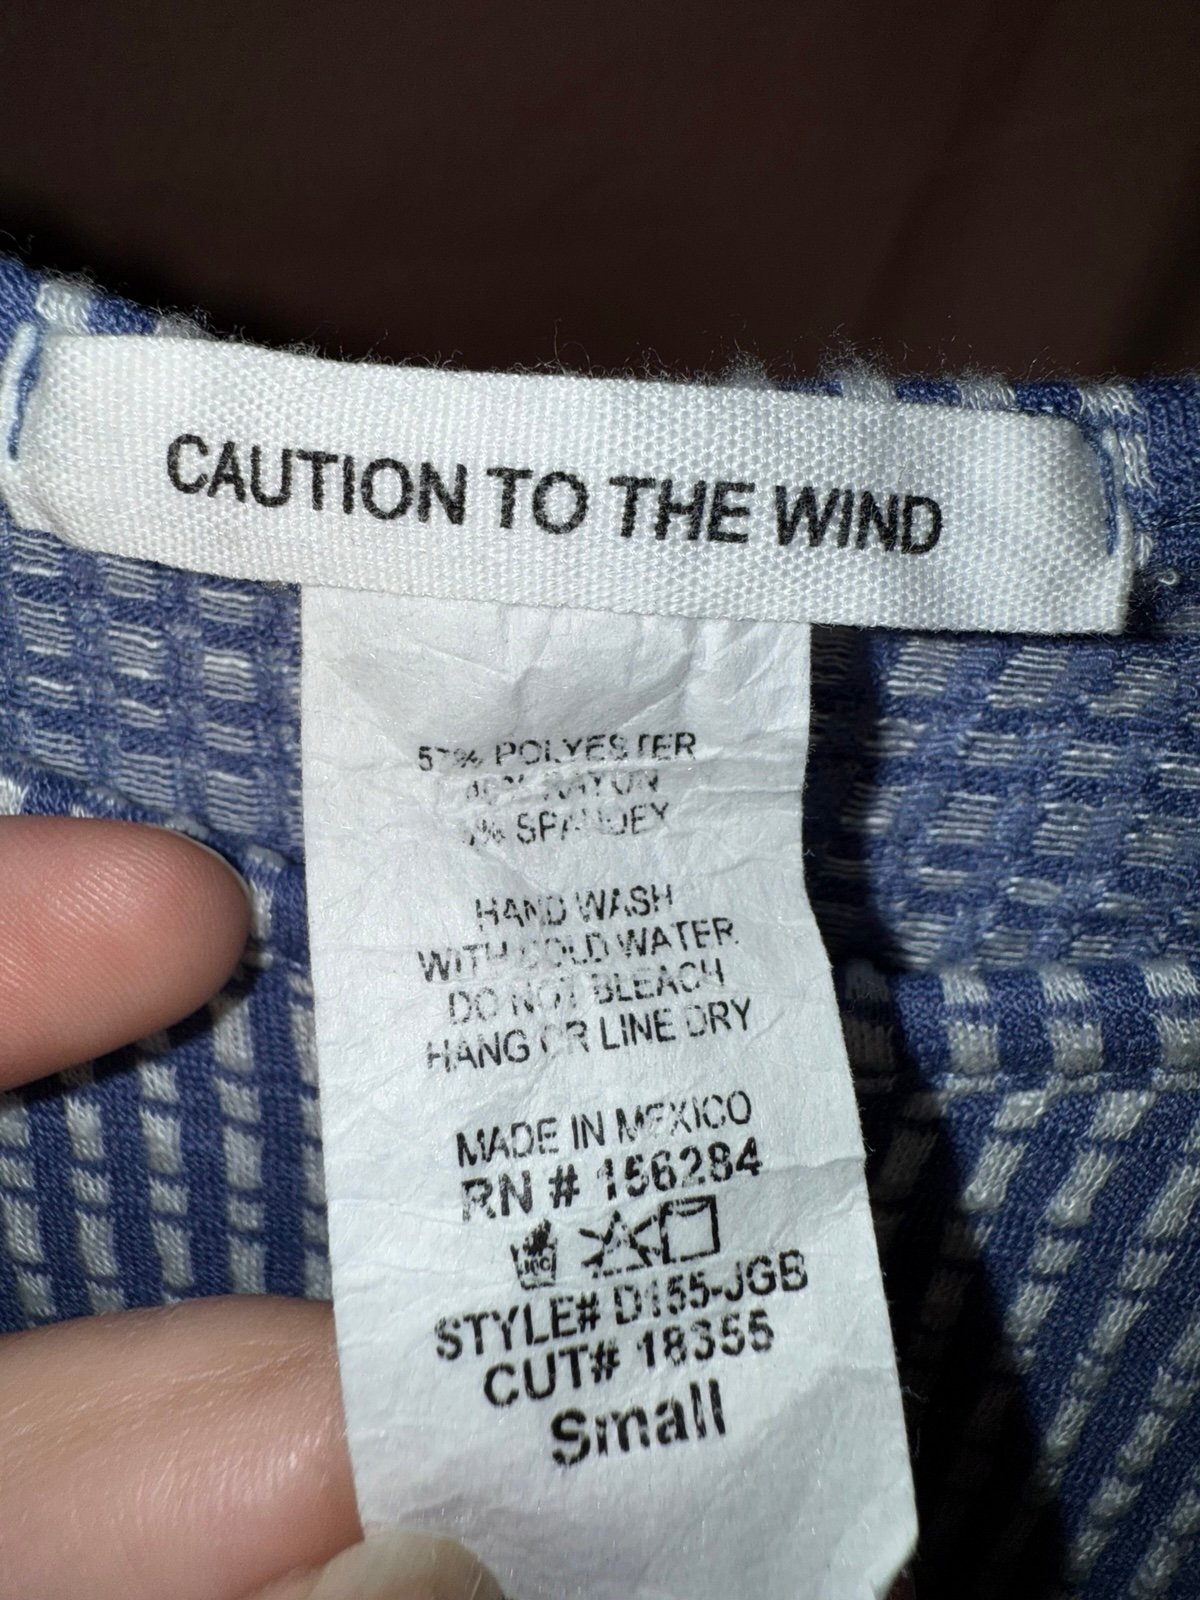 CAUTION TO THE WIND
57% POLYESTER
RAYON
SPANDEX
HAND WASH
WITH COLD WATER
DO NOT BLEACH
HANG OR LINE DRY
MADE IN MEXICO
RN # 156284
STYLE# D155-JGB
CUT# 18355
Small